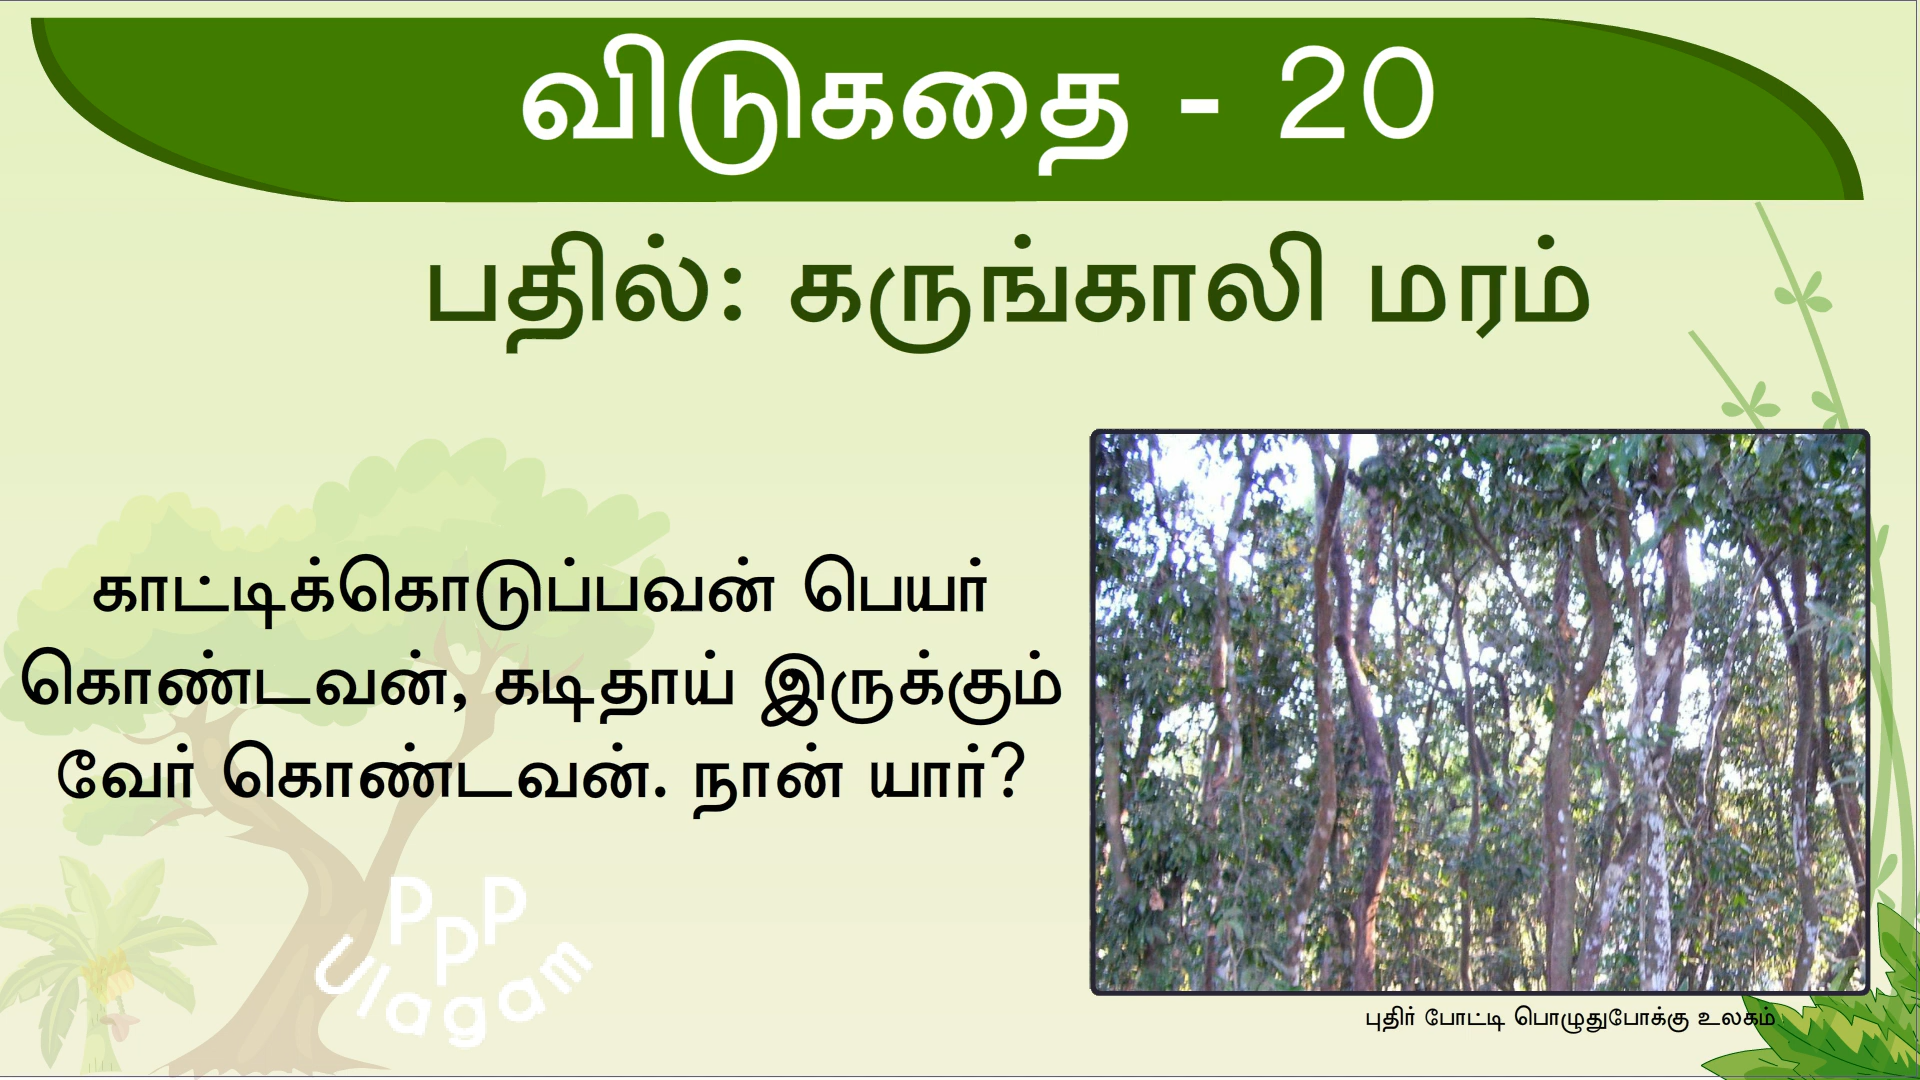 விடுகதை - 20
பதில்: கருங்காலி மரம்
காட்டிக்கொடுப்பவன் பெயர்
கொண்டவன், கடிதாய் இருக்கும்
வேர் கொண்டவன். நான் யார்?
PPP
Ulagam
புதிர் போட்டி பொழுதுபோக்கு உலகம்